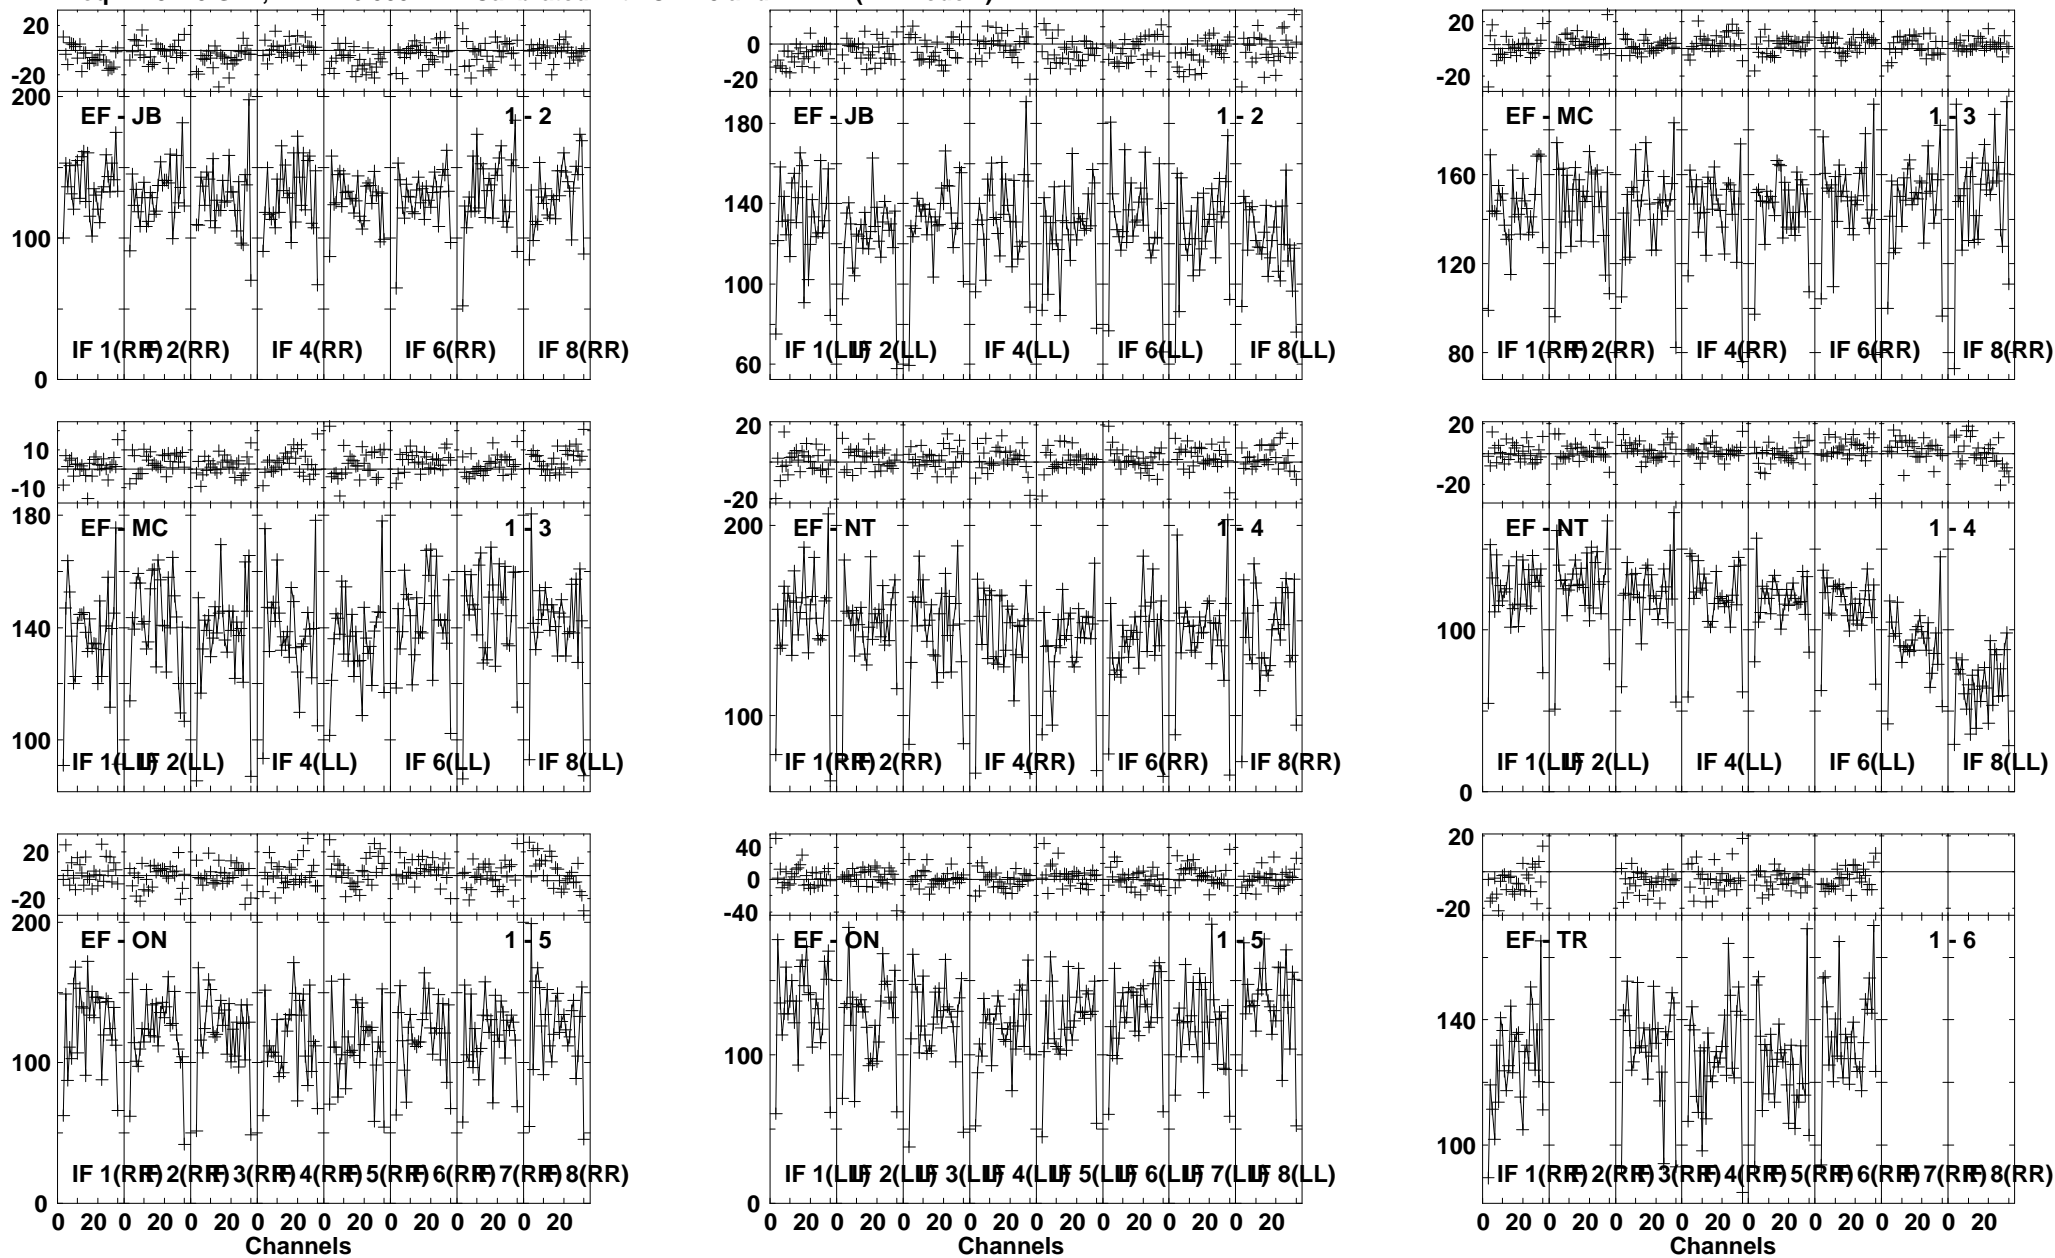 20
-20
200
EF - JB
1 - 2
100
IF 1(RR)
IF 2(RR)
IF 4(RR)
IF 6(RR)
IF 8(RR)
0
0
-20
180
EF - JB
1 - 2
140
100
IF 1(LL)
IF 2(LL)
IF 4(LL)
IF 6(LL)
IF 8(LL)
60
20
-20
EF - MC
1 - 3
160
120
80
IF 1(RR)
IF 2(RR)
IF 4(RR)
IF 6(RR)
IF 8(RR)
10
-10
180
EF - MC
1 - 3
140
100
IF 1(LL)
IF 2(LL)
IF 4(LL)
IF 6(LL)
IF 8(LL)
20
-20
200
EF - NT
1 - 4
100
IF 1(RR)
IF 2(RR)
IF 4(RR)
IF 6(RR)
IF 8(RR)
20
-20
EF - NT
1 - 4
100
IF 1(LL)
IF 2(LL)
IF 4(LL)
IF 6(LL)
IF 8(LL)
0
20
-20
200
EF - ON
1 - 5
100
IF 1(RR)
IF 2(RR)
IF 3(RR)
IF 4(RR)
IF 5(RR)
IF 6(RR)
IF 7(RR)
IF 8(RR)
0
0 20 0 20 0 20 0 20 0 20 0 20 0 20 0 20
Channels
40
0
-40
EF - ON
1 - 5
100
IF 1(LL)
IF 2(LL)
IF 3(LL)
IF 4(LL)
IF 5(LL)
IF 6(LL)
IF 7(LL)
IF 8(LL)
0
0 20 0 20 0 20 0 20 0 20 0 20 0 20 0 20
Channels
20
-20
EF - TR
1 - 6
140
100
IF 1(RR)
IF 2(RR)
IF 3(RR)
IF 4(RR)
IF 5(RR)
IF 6(RR)
IF 7(RR)
IF 8(RR)
0 20 0 20 0 20 0 20 0 20 0 20 0 20 0 20
Channels